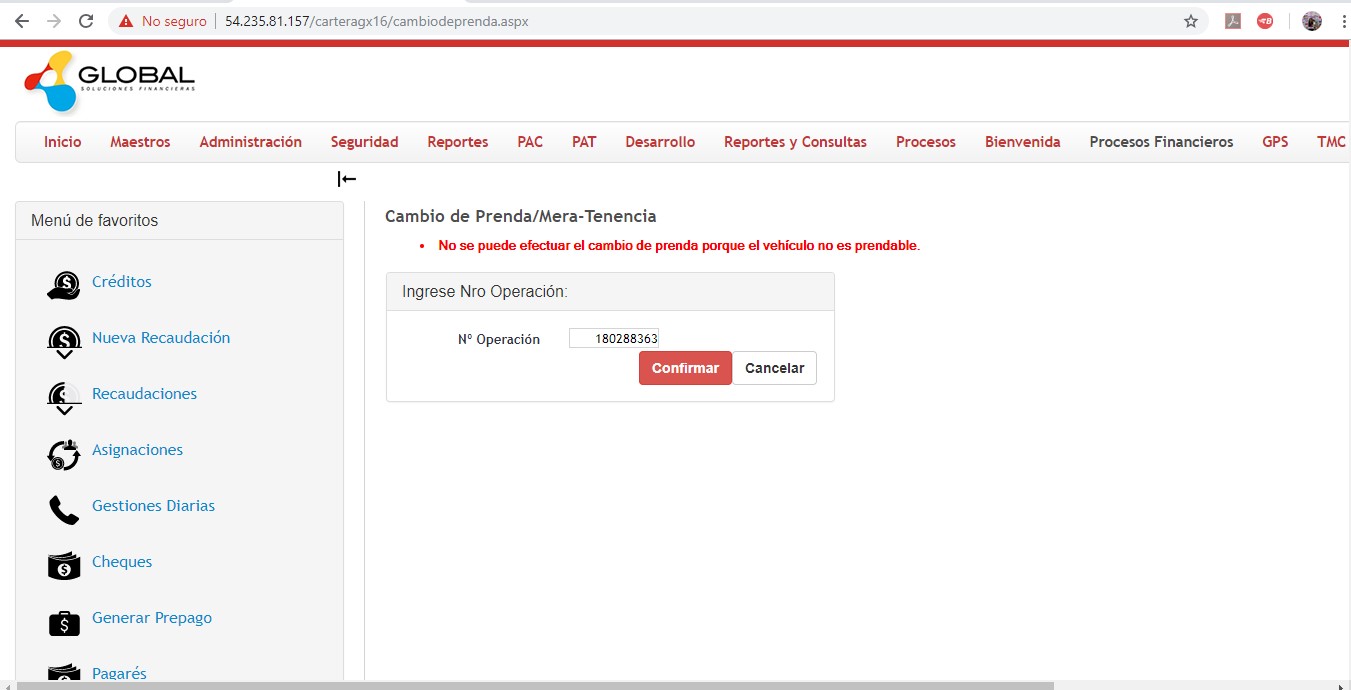 No seguro 54.235.81.157/carteragx16/cambiodeprenda.aspx
GLOBAL
SOLUCIONES FINANCIERAS
Inicio Maestros Administración Seguridad Reportes PAC PAT Desarrollo Reportes y Consultas Procesos Bienvenida Procesos Financieros GPS TMC
Menú de favoritos
Créditos
Nueva Recaudación
Recaudaciones
Asignaciones
Gestiones Diarias
Cheques
Generar Prepago
Pagarés
Cambio de Prenda/Mera-Tenencia
• No se puede efectuar el cambio de prenda porque el vehículo no es prendable.
Ingrese Nro Operación:
Nº Operación 180288363
Confirmar Cancelar